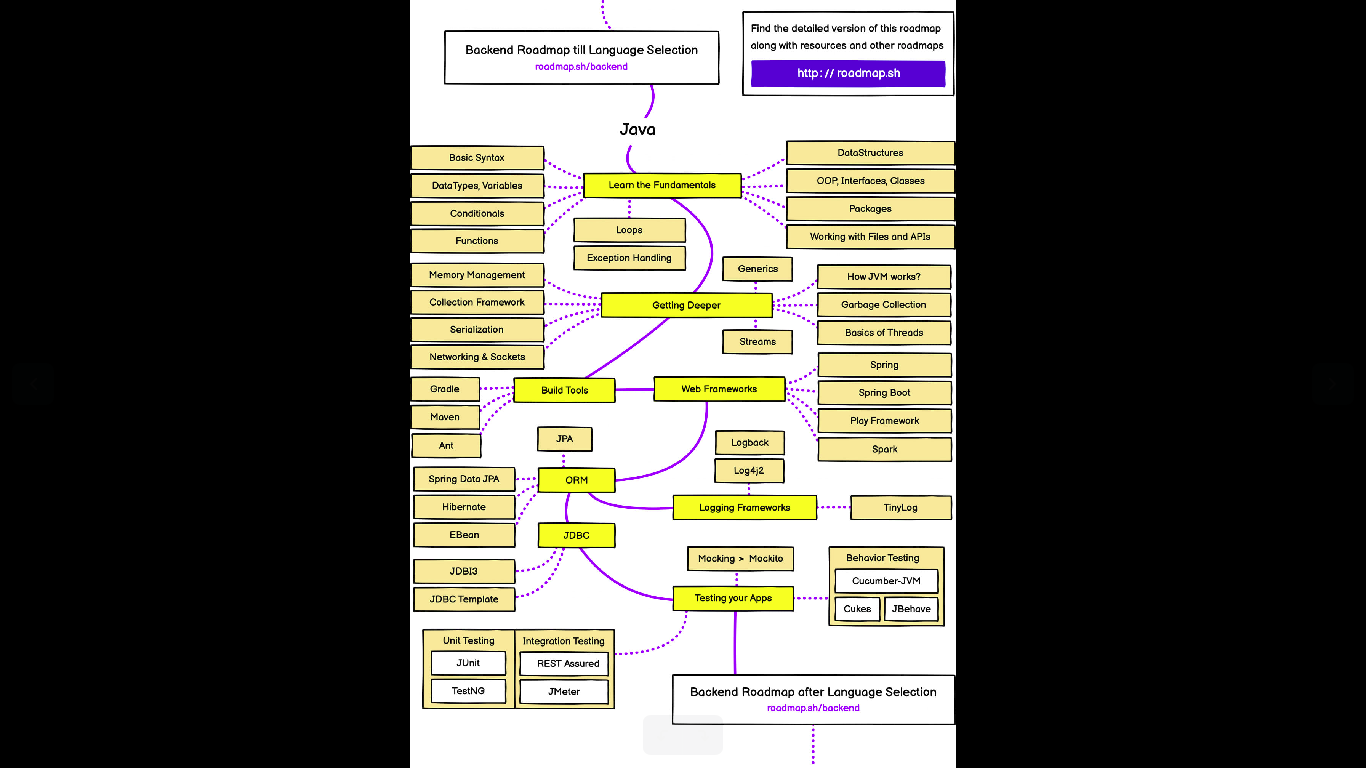 Backend Roadmap till Language Selection
roadmap.sh/backend
Find the detailed version of this roadmap
along with resources and other roadmaps
http: // roadmap.sh
Java
Learn the Fundamentals
Basic Syntax
DataTypes, Variables
Conditionals
Functions
Loops
Exception Handling
DataStructures
OOP, Interfaces, Classes
Packages
Working with Files and APIs
Getting Deeper
Memory Management
Collection Framework
Serialization
Networking & Sockets
Generics
Streams
How JVM works?
Garbage Collection
Basics of Threads
Build Tools
Gradle
Maven
Ant
Web Frameworks
Spring
Spring Boot
Play Framework
Spark
ORM
JPA
Spring Data JPA
Hibernate
EBean
Logging Frameworks
Logback
Log4j2
TinyLog
JDBC
JDBI3
JDBC Template
Testing your Apps
Mocking > Mockito
Behavior Testing
Cucumber-JVM
Cukes
JBehave
Unit Testing
JUnit
TestNG
Integration Testing
REST Assured
JMeter
Backend Roadmap after Language Selection
roadmap.sh/backend